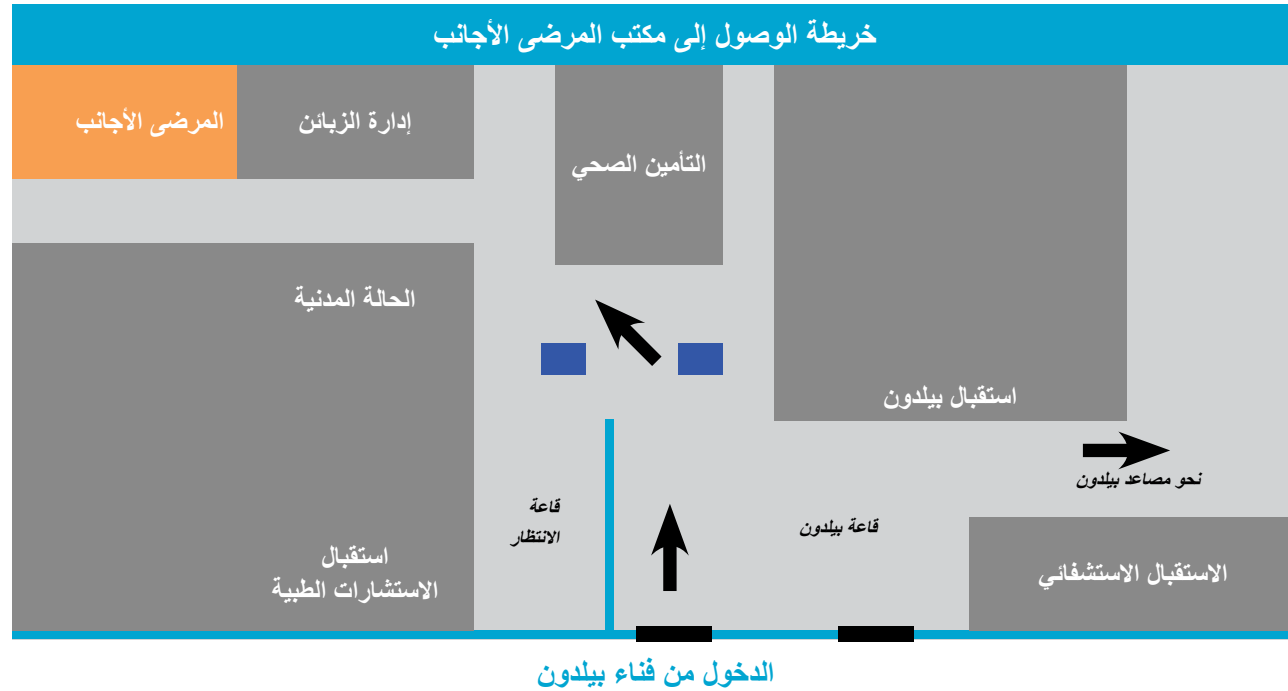 خريطة الوصول إلى مكتب المرضى الأجانب
المرضى الأجانب
إدارة الزبائن
التأمين الصحي
الحالة المدنية
استقبال بيلدون
نحو مصاعد بيلدون
قاعة
الانتظار
قاعة بيلدون
استقبال
الاستشارات الطبية
الاستقبال الاستشفائي
الدخول من فناء بيلدون